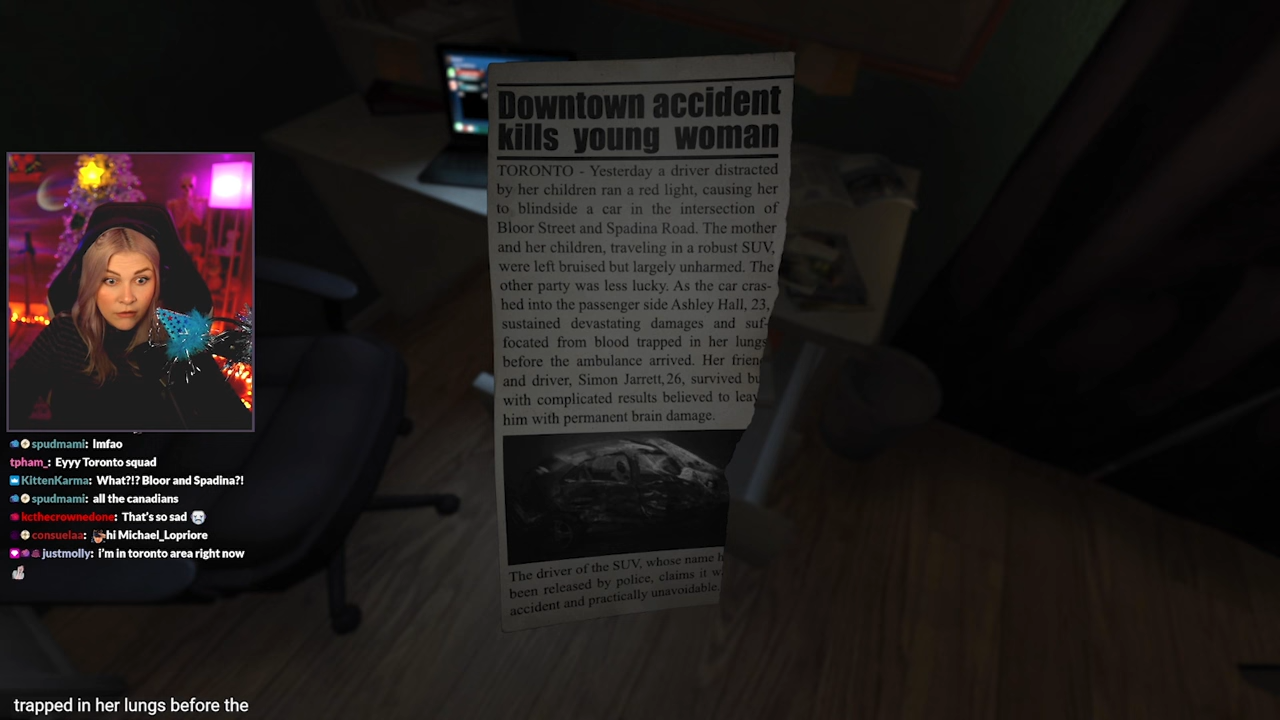 Downtown accident
kills young woman
TORONTO - Yesterday a driver distracted
by her children ran a red light, causing her
to blindside a car in the intersection of
Bloor Street and Spadina Road. The mother
and her children, traveling in a robust SUV,
were left bruised but largely unharmed. The
other party was less lucky. As the car cras-
hed into the passenger side Ashley Hall, 23,
sustained devastating damages and suf-
focated from blood trapped in her lungs
before the ambulance arrived. Her frien
and driver, Simon Jarrett, 26, survived bu
with complicated results believed to leav
him with permanent brain damage.
The driver of the SUV, whose name h
been released by police, claims it w
accident and practically unavoidable.
spudmami: lmfao
tpham_: Eyyy Toronto squad
KittenKarma: What?!? Bloor and Spadina?!
spudmami: all the canadians
kcthecrownedone: That's so sad
consuelaa: hi Michael_Lopriore
justmolly: i'm in toronto area right now
trapped in her lungs before the